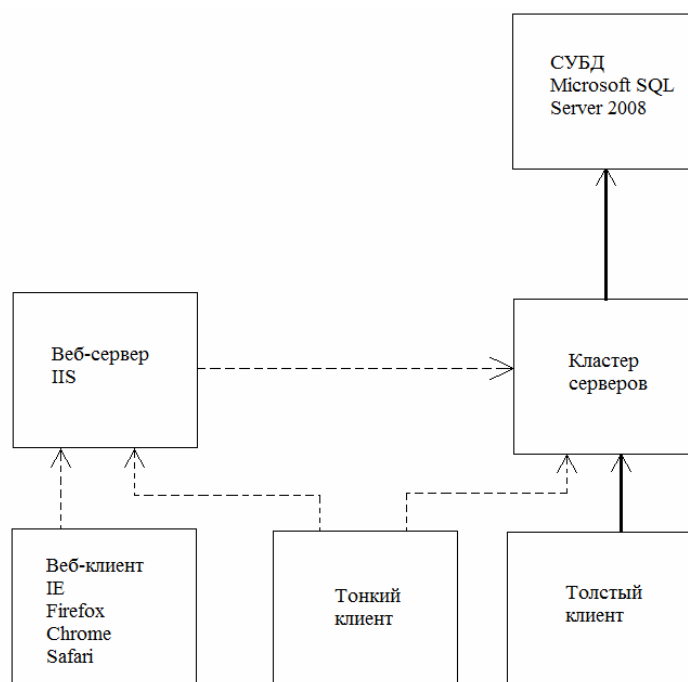 СУБД
Microsoft SQL
Server 2008
Веб-сервер
IIS
Кластер
серверов
Веб-клиент
IE
Firefox
Chrome
Safari
Тонкий
клиент
Толстый
клиент